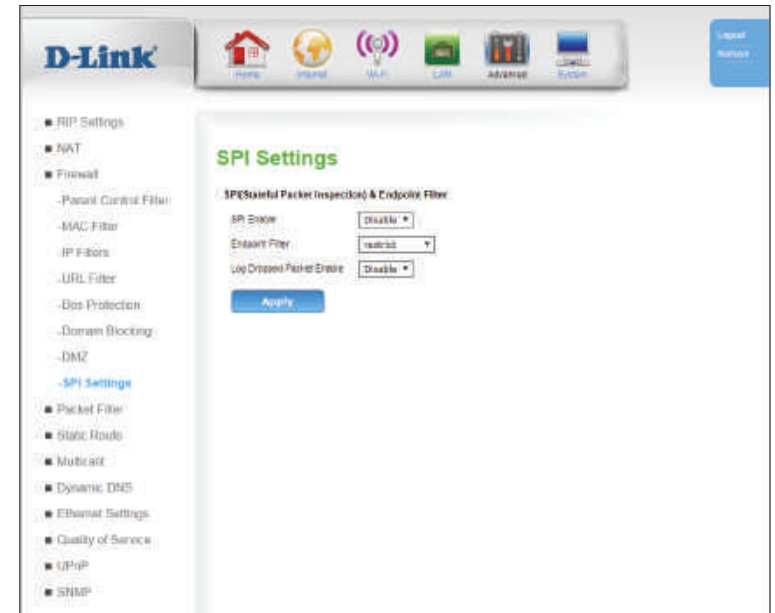 D-Link
Home
Internet
Wi-Fi
LAN
Advanced
System
Logout
RIP Settings
NAT
Firewall
-Parent Control Filter
-MAC Filter
-IP Filters
-URL Filter
-Dos Protection
-Domain Blocking
-DMZ
-SPI Settings
Packet Filter
Static Route
Multicast
Dynamic DNS
Ethernet Settings
Quality of Service
UPnP
SNMP
SPI Settings
SPI(Stateful Packet Inspection) & Endpoint Filter
SPI Enable
Disable
Endpoint Filter
restrict
Log Dropped Packet Enable
Disable
Apply